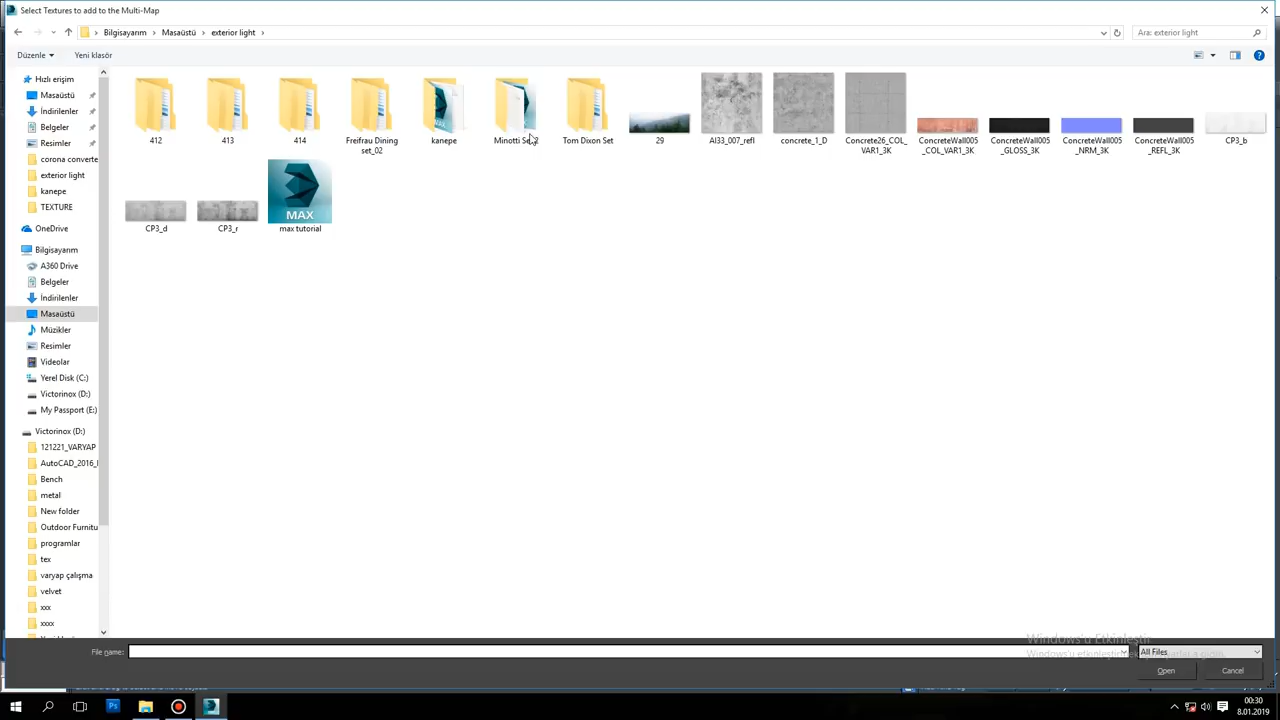 Select Textures to add to the Multi-Map
Bilgisayarım > Masaüstü > exterior light >
Ara: exterior light
Düzenle
Yeni klasör
Hızlı erişim
Masaüstü
İndirilenler
Belgeler
Resimler
corona converte
exterior light
kanepe
TEXTURE
OneDrive
Bilgisayarım
A360 Drive
Belgeler
İndirilenler
Masaüstü
Müzikler
Resimler
Videolar
Yerel Disk (C:)
Victorinox (D:)
My Passport (E:)
Victorinox (D:)
121221_VARYAP
AutoCAD_2016_
Bench
metal
New folder
Outdoor Furnitu
programlar
tex
varyap çalışma
velvet
xxx
xxxx
412
413
414
Freifrau Dining
set_02
kanepe
Minotti Set2
Tom Dixon Set
29
AI33_007_refl
concrete_1_D
Concrete26_COL_
VAR1_3K
ConcreteWall005
_COL_VAR1_3K
ConcreteWall005
_GLOSS_3K
ConcreteWall005
_NRM_3K
ConcreteWall005
_REFL_3K
CP3_b
CP3_d
CP3_r
MAX
max tutorial
Windows'u Etkinleştir
File name:
All Files
Open
Cancel
00:30
8.01.2019